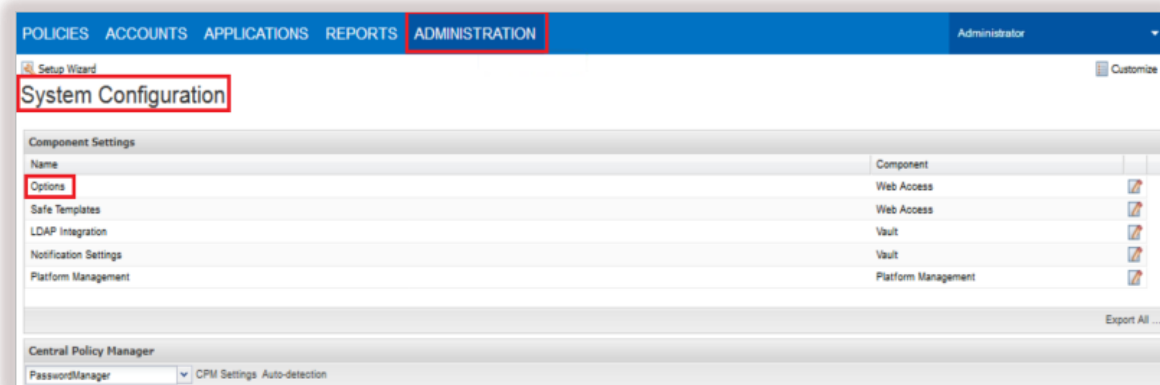 POLICIES ACCOUNTS APPLICATIONS REPORTS ADMINISTRATION Administrator
Setup Wizard Customize
System Configuration
Component Settings
Name Component
Options Web Access
Safe Templates Web Access
LDAP Integration Vault
Notification Settings Vault
Platform Management Platform Management
Export All ...
Central Policy Manager
PasswordManager CPM Settings Auto-detection